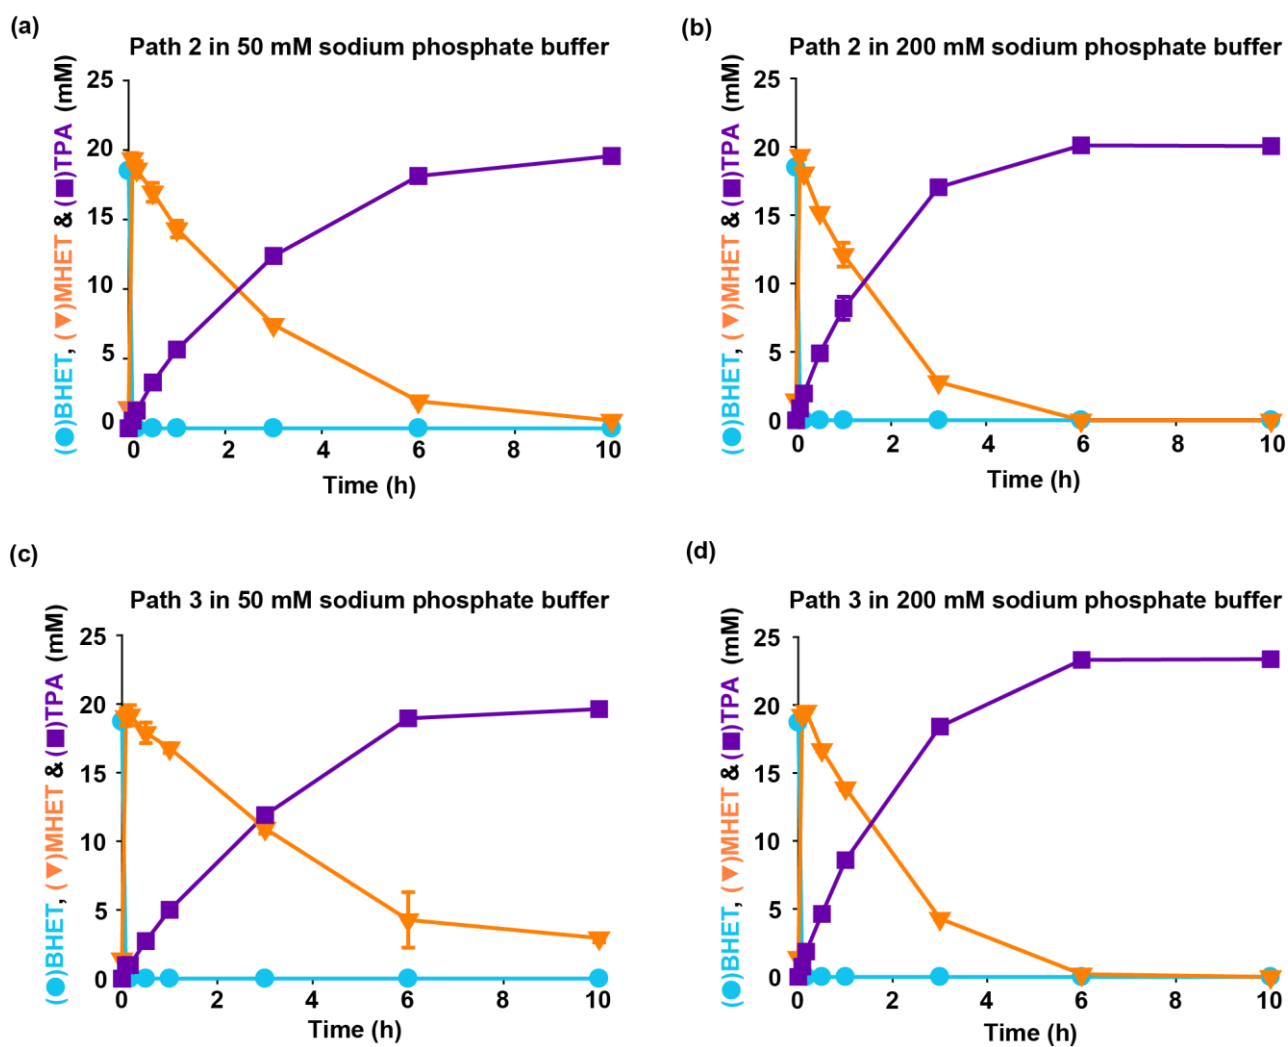 (a)
Path 2 in 50 mM sodium phosphate buffer
(●)BHET, (▼)MHET & (■)TPA (mM)
25
20
15
10
5
0
0 2 4 6 8 10
Time (h)
(b)
Path 2 in 200 mM sodium phosphate buffer
(●)BHET, (▼)MHET & (■)TPA (mM)
25
20
15
10
5
0
0 2 4 6 8 10
Time (h)
(c)
Path 3 in 50 mM sodium phosphate buffer
(●)BHET, (▼)MHET & (■)TPA (mM)
25
20
15
10
5
0
0 2 4 6 8 10
Time (h)
(d)
Path 3 in 200 mM sodium phosphate buffer
(●)BHET, (▼)MHET & (■)TPA (mM)
25
20
15
10
5
0
0 2 4 6 8 10
Time (h)